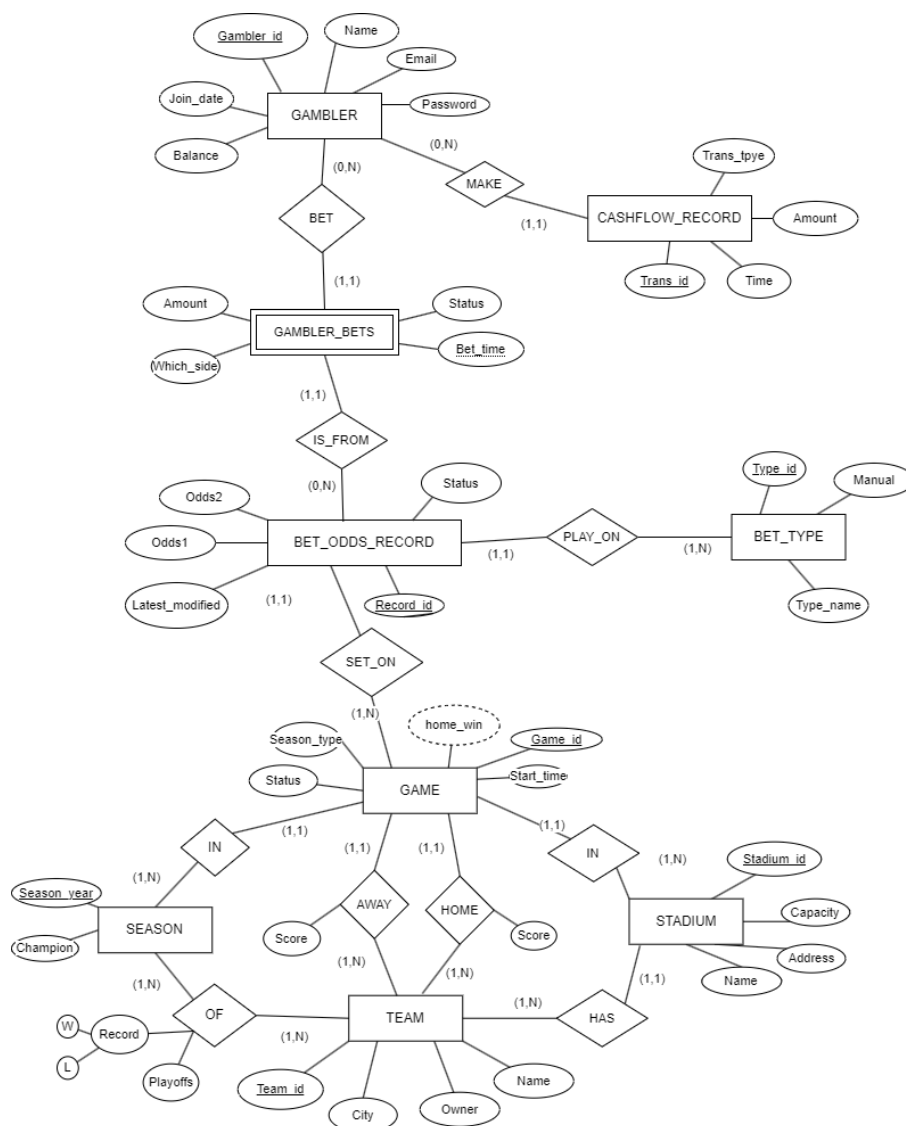 Gambler_id
Name
Email
Join_date
GAMBLER
Password
Balance
(0,N)
(0,N)
MAKE
Trans_tpye
BET
(1,1)
CASHFLOW_RECORD
Amount
(1,1)
Trans_id
Time
Amount
Status
GAMBLER_BETS
Which_side
Bet_time
(1,1)
IS_FROM
(0,N)
Odds2
Status
Type_id
Manual
Odds1
BET_ODDS_RECORD
(1,1)
PLAY_ON
(1,N)
BET_TYPE
Latest_modified
(1,1)
Record_id
Type_name
SET_ON
(1,N)
home_win
Season_type
Game_id
Status
GAME
Start_time
IN
(1,1)
(1,1)
(1,1)
(1,1)
IN
(1,N)
(1,N)
Season_year
Stadium_id
SEASON
AWAY
HOME
STADIUM
Capacity
Champion
Score
Score
Address
(1,N)
(1,N)
(1,N)
(1,1)
Name
OF
TEAM
(1,N)
HAS
W
Record
(1,N)
L
Playoffs
Team_id
City
Owner
Name